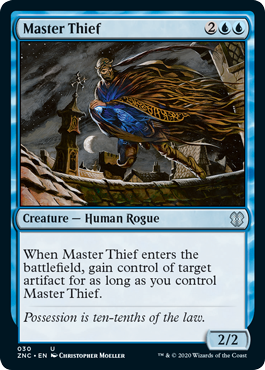 Master Thief 2UU
Creature — Human Rogue
When Master Thief enters the
battlefield, gain control of target
artifact for as long as you control
Master Thief.
Possession is ten-tenths of the law.
2/2
030 U
ZNC • EN Christopher Moeller ™ & © 2020 Wizards of the Coast